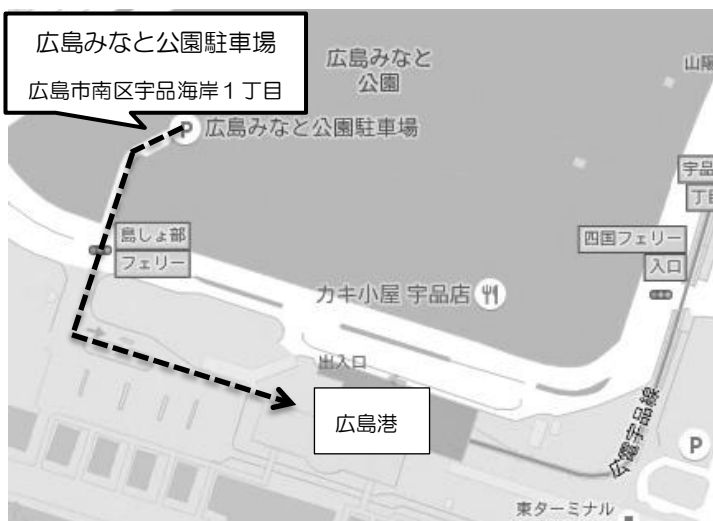 広島みなと公園駐車場
広島市南区宇品海岸１丁目
広島みなと
公園
山陽
P 広島みなと公園駐車場
宇品
丁目
島しょ部
フェリー
四国フェリー
入口
カキ小屋 宇品店
出入口
広島港
広電宇品線
P
東ターミナル